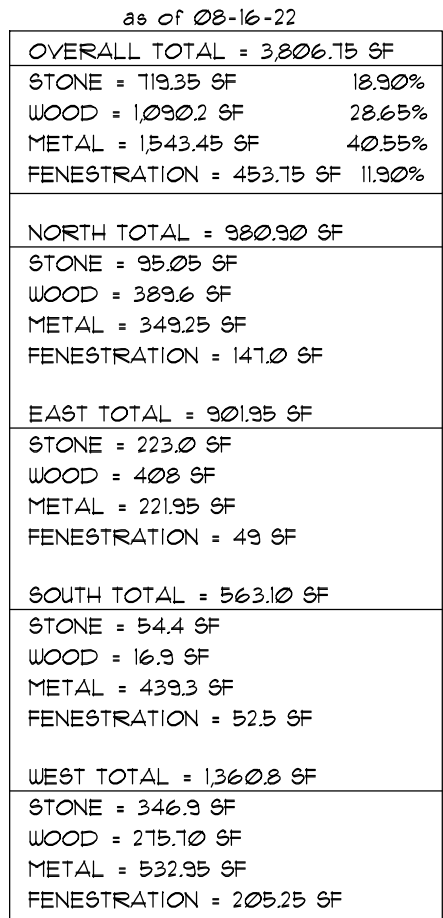 as of 08-16-22
OVERALL TOTAL = 3,806.75 SF
STONE = 719.35 SF 18.90%
WOOD = 1,090.2 SF 28.65%
METAL = 1,543.45 SF 40.55%
FENESTRATION = 453.75 SF 11.90%
NORTH TOTAL = 980.90 SF
STONE = 95.05 SF
WOOD = 389.6 SF
METAL = 349.25 SF
FENESTRATION = 147.0 SF
EAST TOTAL = 901.95 SF
STONE = 223.0 SF
WOOD = 408 SF
METAL = 221.95 SF
FENESTRATION = 49 SF
SOUTH TOTAL = 563.10 SF
STONE = 54.4 SF
WOOD = 16.9 SF
METAL = 439.3 SF
FENESTRATION = 52.5 SF
WEST TOTAL = 1,360.8 SF
STONE = 346.9 SF
WOOD = 275.70 SF
METAL = 532.95 SF
FENESTRATION = 205.25 SF